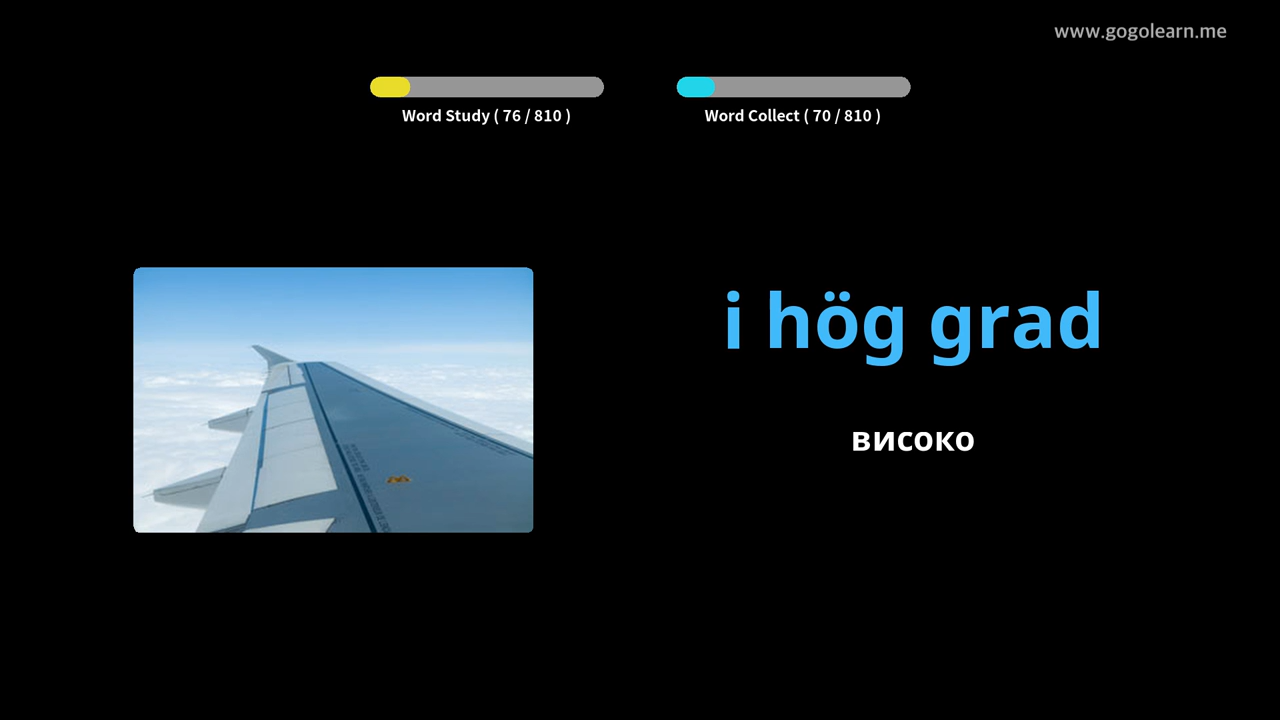 www.gogolearn.me
Word Study ( 76 / 810 )
Word Collect ( 70 / 810 )
i hög grad
високо